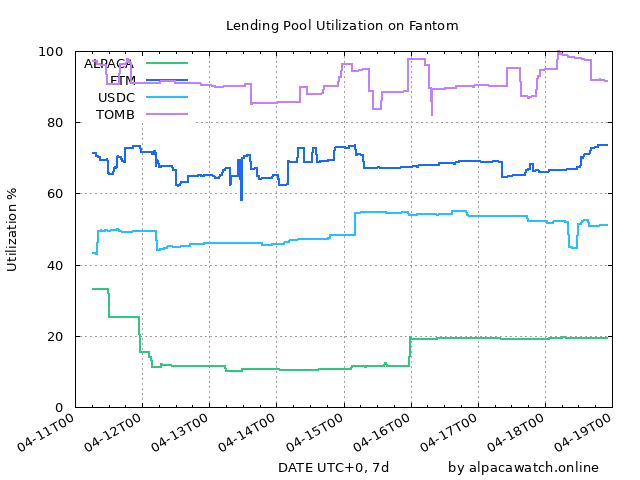 Lending Pool Utilization on Fantom
Utilization %
100
80
60
40
20
0
ALPACA
FTM
USDC
TOMB
04-11T00
04-12T00
04-13T00
04-14T00
04-15T00
04-16T00
04-17T00
04-18T00
04-19T00
DATE UTC+0, 7d
by alpacawatch.online